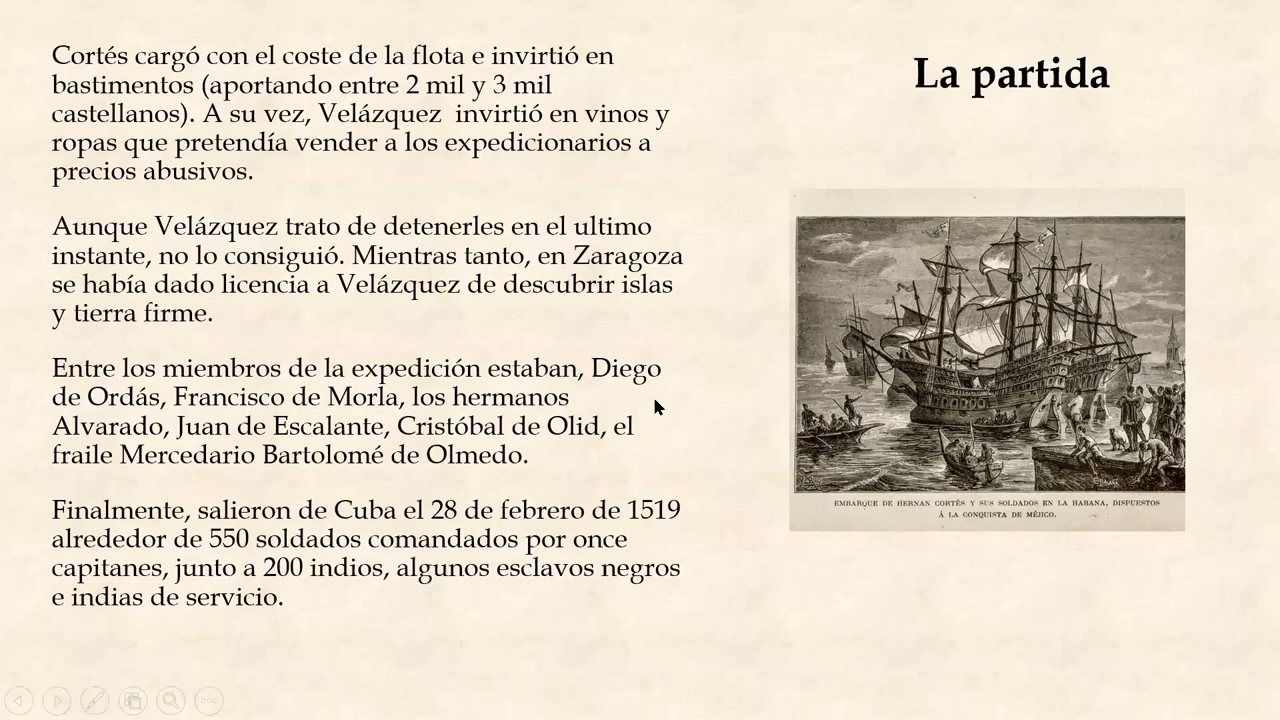 La partida
Cortés cargó con el coste de la flota e invirtió en
bastimentos (aportando entre 2 mil y 3 mil
castellanos). A su vez, Velázquez  invirtió en vinos y
ropas que pretendía vender a los expedicionarios a
precios abusivos.
Aunque Velázquez trato de detenerles en el ultimo
instante, no lo consiguió. Mientras tanto, en Zaragoza
se había dado licencia a Velázquez de descubrir islas
y tierra firme.
Entre los miembros de la expedición estaban, Diego
de Ordás, Francisco de Morla, los hermanos
Alvarado, Juan de Escalante, Cristóbal de Olid, el
fraile Mercedario Bartolomé de Olmedo.
Finalmente, salieron de Cuba el 28 de febrero de 1519
alrededor de 550 soldados comandados por once
capitanes, junto a 200 indios, algunos esclavos negros
e indias de servicio.
EMBARQUE DE HERNAN CORTÉS Y SUS SOLDADOS EN LA HABANA, DISPUESTOS
Á LA CONQUISTA DE MÉJICO.